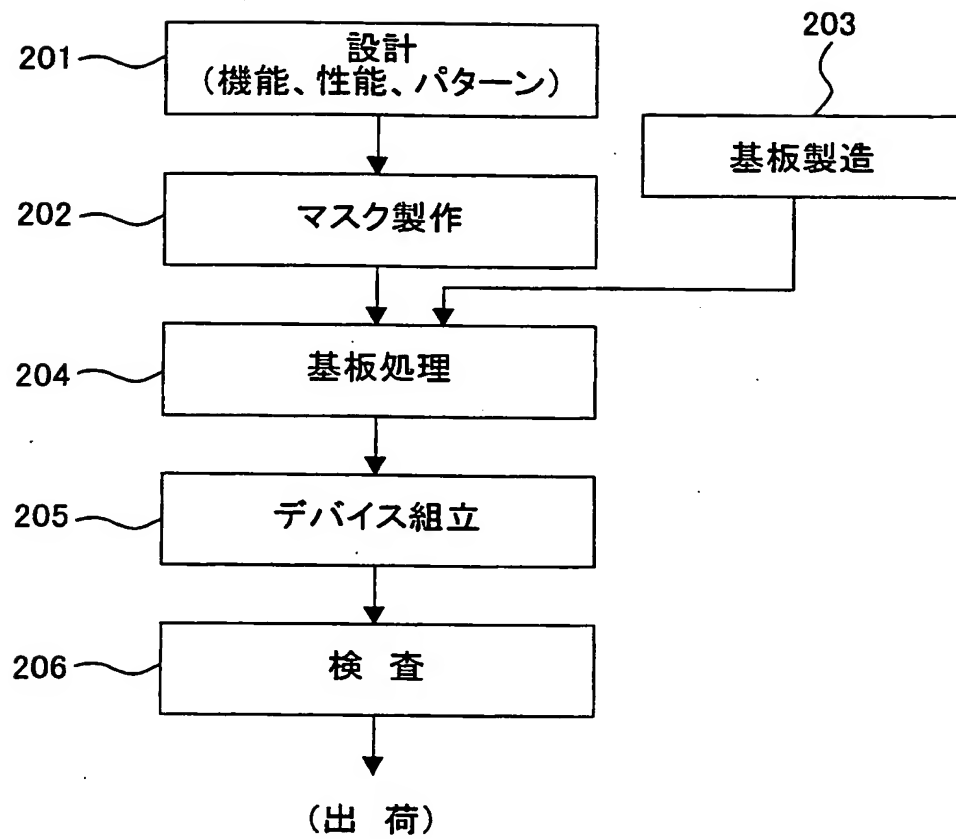 201
設計
(機能、性能、パターン)
203
基板製造
202
マスク製作
204
基板処理
205
デバイス組立
206
検 査
(出 荷)